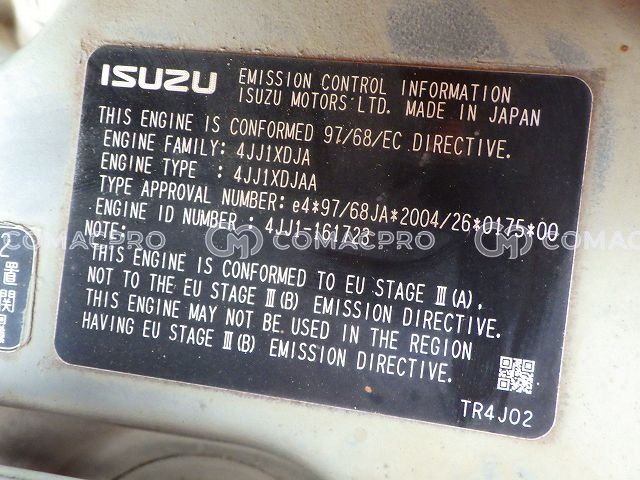 ISUZU EMISSION CONTROL INFORMATION
ISUZU MOTORS LTD. MADE IN JAPAN
THIS ENGINE IS CONFORMED 97/68/EC DIRECTIVE.
ENGINE FAMILY: 4JJ1XDJA
ENGINE TYPE : 4JJ1XDJAA
TYPE APPROVAL NUMBER: e4*97/68JA*2004/26*0175*00
ENGINE ID NUMBER : 4JJ1-161723
NOTE:
COMACPRO COMACPRO COMACPRO
THIS ENGINE IS CONFORMED TO EU STAGE Ⅲ(A),
NOT TO THE EU STAGE Ⅲ(B) EMISSION DIRECTIVE.
THIS ENGINE MAY NOT BE USED IN THE REGION
HAVING EU STAGE Ⅲ(B) EMISSION DIRECTIVE.
TR4J02
2
置
関